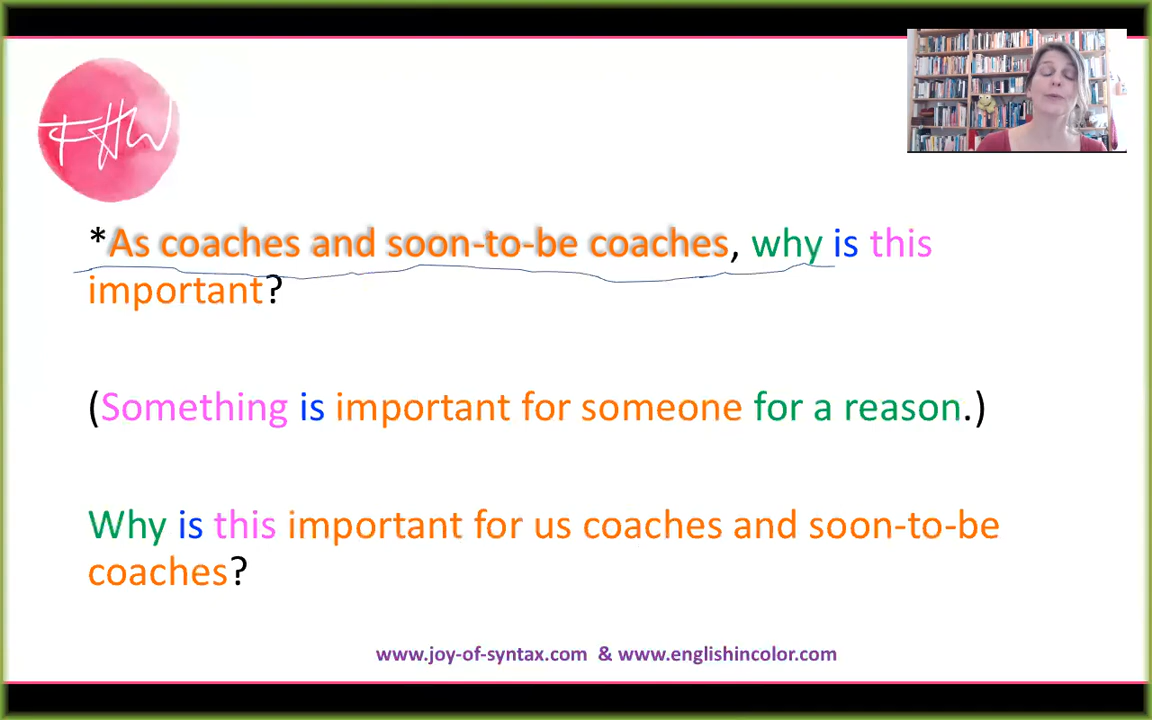 FHW
*As coaches and soon-to-be coaches, why is this
important?
(Something is important for someone for a reason.)
Why is this important for us coaches and soon-to-be
coaches?
www.joy-of-syntax.com & www.englishincolor.com